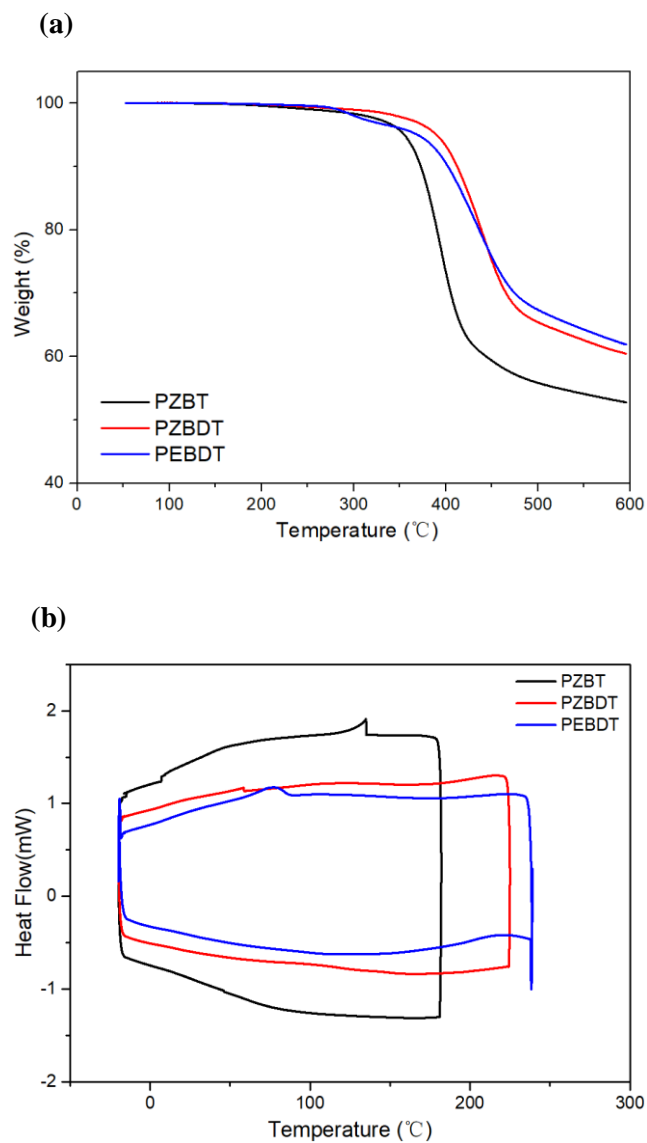 (a)
100
80
60
40
Weight (%)
PZBT
PZBDT
PEBDT
0 100 200 300 400 500 600
Temperature (℃)
(b)
2
1
0
-1
-2
Heat Flow(mW)
PZBT
PZBDT
PEBDT
0 100 200 300
Temperature (℃)